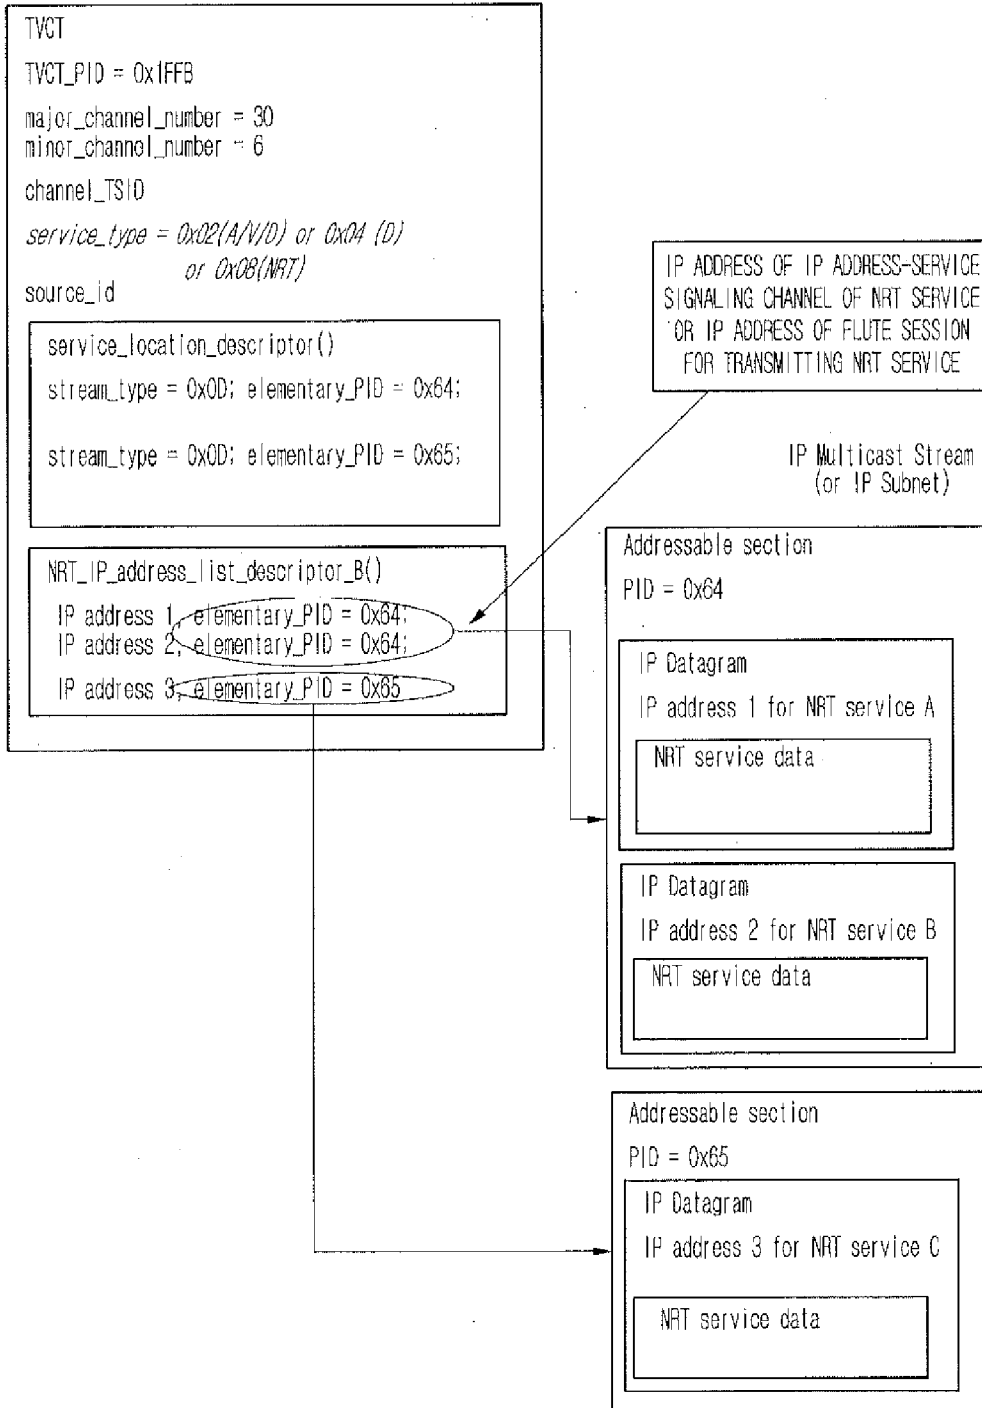 TVCT
TVCT_PID = 0x1FFB
major_channel_number = 30
minor_channel_number = 6
channel_TSID
service_type = 0x02(A/V/D) or 0x04 (D)
or 0x08(NRT)
source_id
service_location_descriptor()
stream_type = 0x0D; elementary_PID = 0x64;
stream_type = 0x0D; elementary_PID = 0x65;
NRT_IP_address_list_descriptor_B()
IP address 1, elementary_PID = 0x64;
IP address 2, elementary_PID = 0x64;
IP address 3, elementary_PID = 0x65
IP ADDRESS OF IP ADDRESS-SERVICE
SIGNALING CHANNEL OF NRT SERVICE
OR IP ADDRESS OF FLUTE SESSION
FOR TRANSMITTING NRT SERVICE
IP Multicast Stream
(or IP Subnet)
Addressable section
PID = 0x64
IP Datagram
IP address 1 for NRT service A
NRT service data
IP Datagram
IP address 2 for NRT service B
NRT service data
Addressable section
PID = 0x65
IP Datagram
IP address 3 for NRT service C
NRT service data